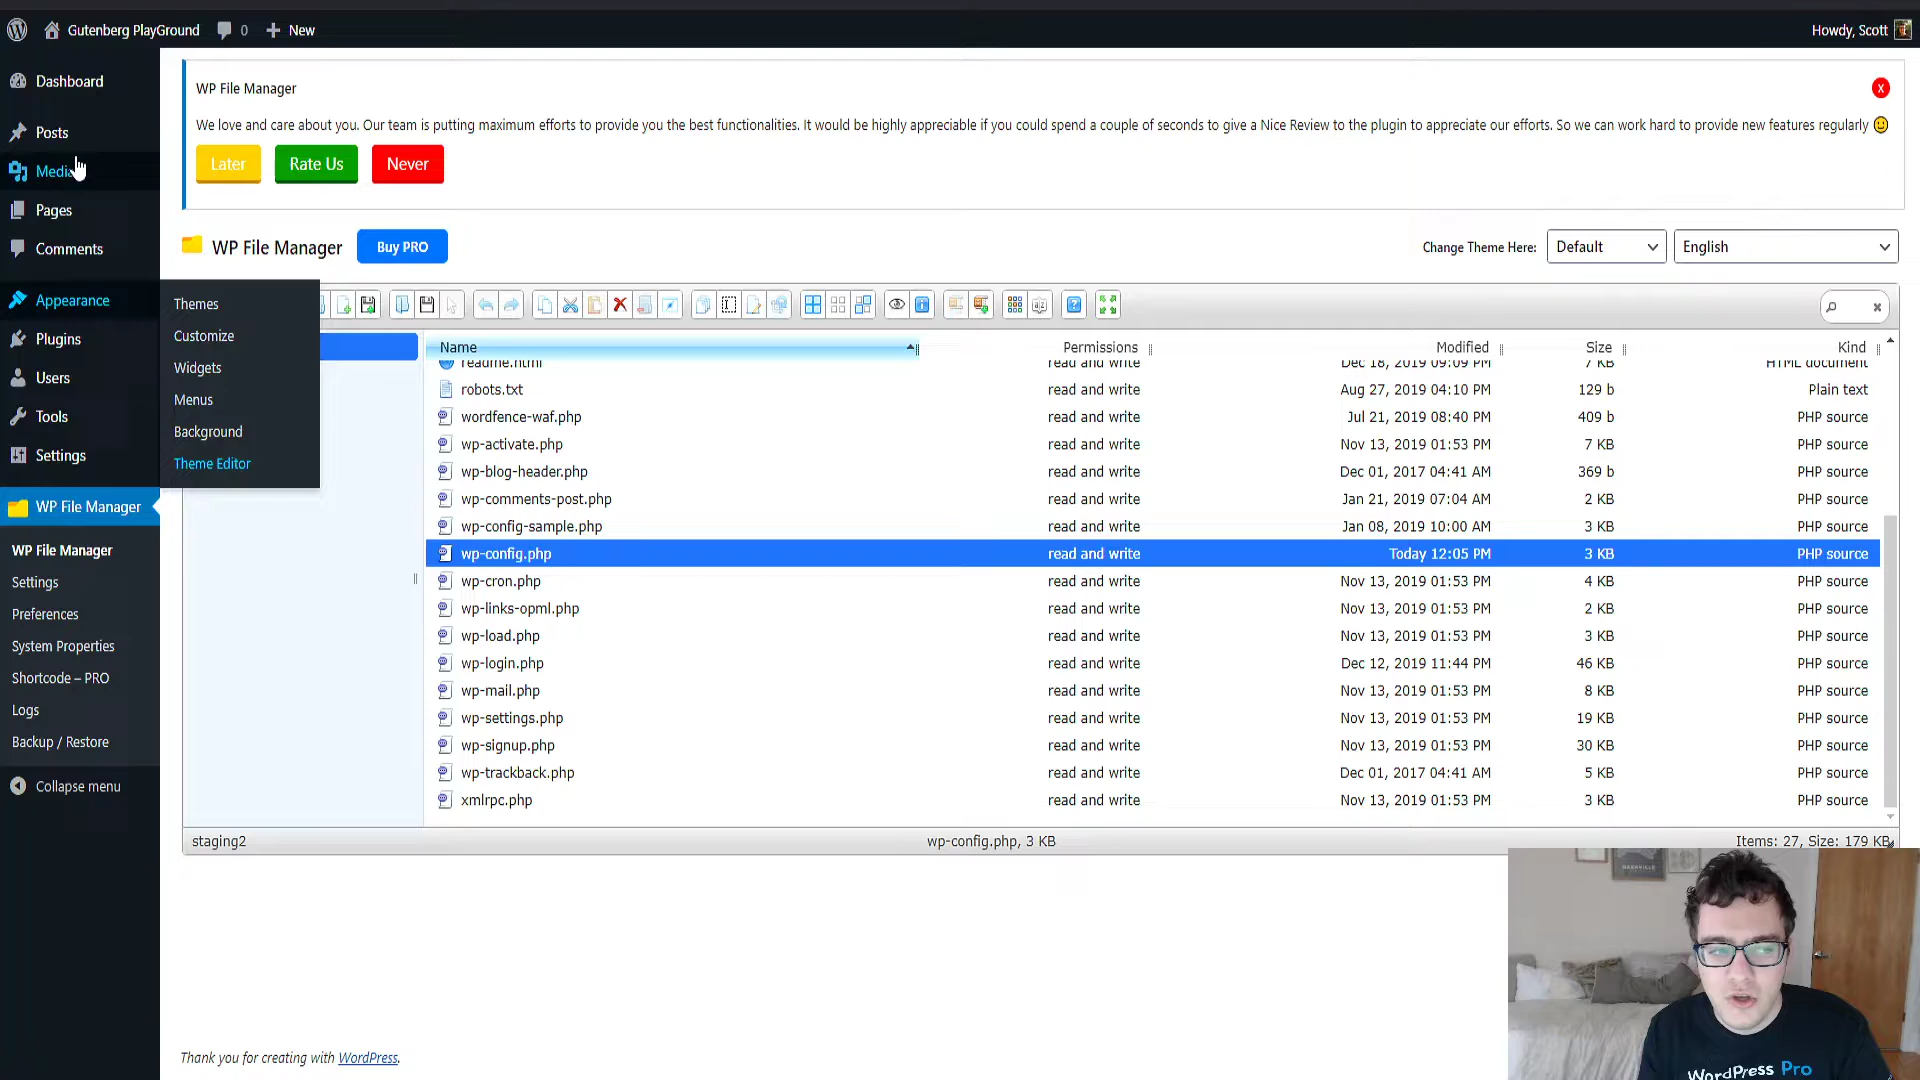 Gutenberg PlayGround 0 New Howdy, Scott
Dashboard
Posts
Media
Pages
Comments
Appearance
Plugins
Users
Tools
Settings
WP File Manager
WP File Manager
Settings
Preferences
System Properties
Shortcode – PRO
Logs
Backup / Restore
Collapse menu
Themes
Customize
Widgets
Menus
Background
Theme Editor
WP File Manager X
We love and care about you. Our team is putting maximum efforts to provide you the best functionalities. It would be highly appreciable if you could spend a couple of seconds to give a Nice Review to the plugin to appreciate our efforts. So we can work hard to provide new features regularly
Later Rate Us Never
WP File Manager Buy PRO Change Theme Here: Default English
Name Permissions Modified Size Kind
readme.html read and write Dec 18, 2019 09:09 PM 7 KB HTML document
robots.txt read and write Aug 27, 2019 04:10 PM 129 b Plain text
wordfence-waf.php read and write Jul 21, 2019 08:40 PM 409 b PHP source
wp-activate.php read and write Nov 13, 2019 01:53 PM 7 KB PHP source
wp-blog-header.php read and write Dec 01, 2017 04:41 AM 369 b PHP source
wp-comments-post.php read and write Jan 21, 2019 07:04 AM 2 KB PHP source
wp-config-sample.php read and write Jan 08, 2019 10:00 AM 3 KB PHP source
wp-config.php read and write Today 12:05 PM 3 KB PHP source
wp-cron.php read and write Nov 13, 2019 01:53 PM 4 KB PHP source
wp-links-opml.php read and write Nov 13, 2019 01:53 PM 2 KB PHP source
wp-load.php read and write Nov 13, 2019 01:53 PM 3 KB PHP source
wp-login.php read and write Dec 12, 2019 11:44 PM 46 KB PHP source
wp-mail.php read and write Nov 13, 2019 01:53 PM 8 KB PHP source
wp-settings.php read and write Nov 13, 2019 01:53 PM 19 KB PHP source
wp-signup.php read and write Nov 13, 2019 01:53 PM 30 KB PHP source
wp-trackback.php read and write Dec 01, 2017 04:41 AM 5 KB PHP source
xmlrpc.php read and write Nov 13, 2019 01:53 PM 3 KB PHP source
staging2 wp-config.php, 3 KB Items: 27, Size: 179 KB
Thank you for creating with WordPress.
NASHVILLE
WordPress Pro